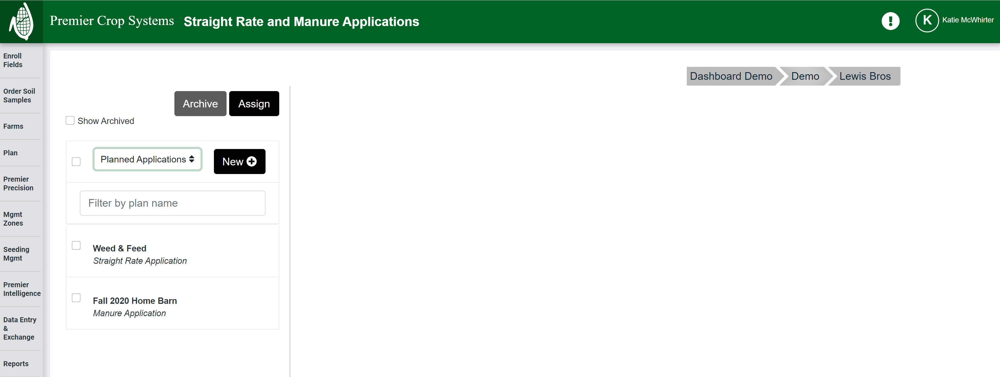 Premier Crop Systems Straight Rate and Manure Applications
!
K Katie McWhirter
Enroll
Fields
Order Soil
Samples
Farms
Plan
Premier
Precision
Mgmt
Zones
Seeding
Mgmt
Premier
Intelligence
Data Entry
&
Exchange
Reports
Dashboard Demo Demo Lewis Bros
Archive Assign
Show Archived
Planned Applications New
Filter by plan name
Weed & Feed
Straight Rate Application
Fall 2020 Home Barn
Manure Application